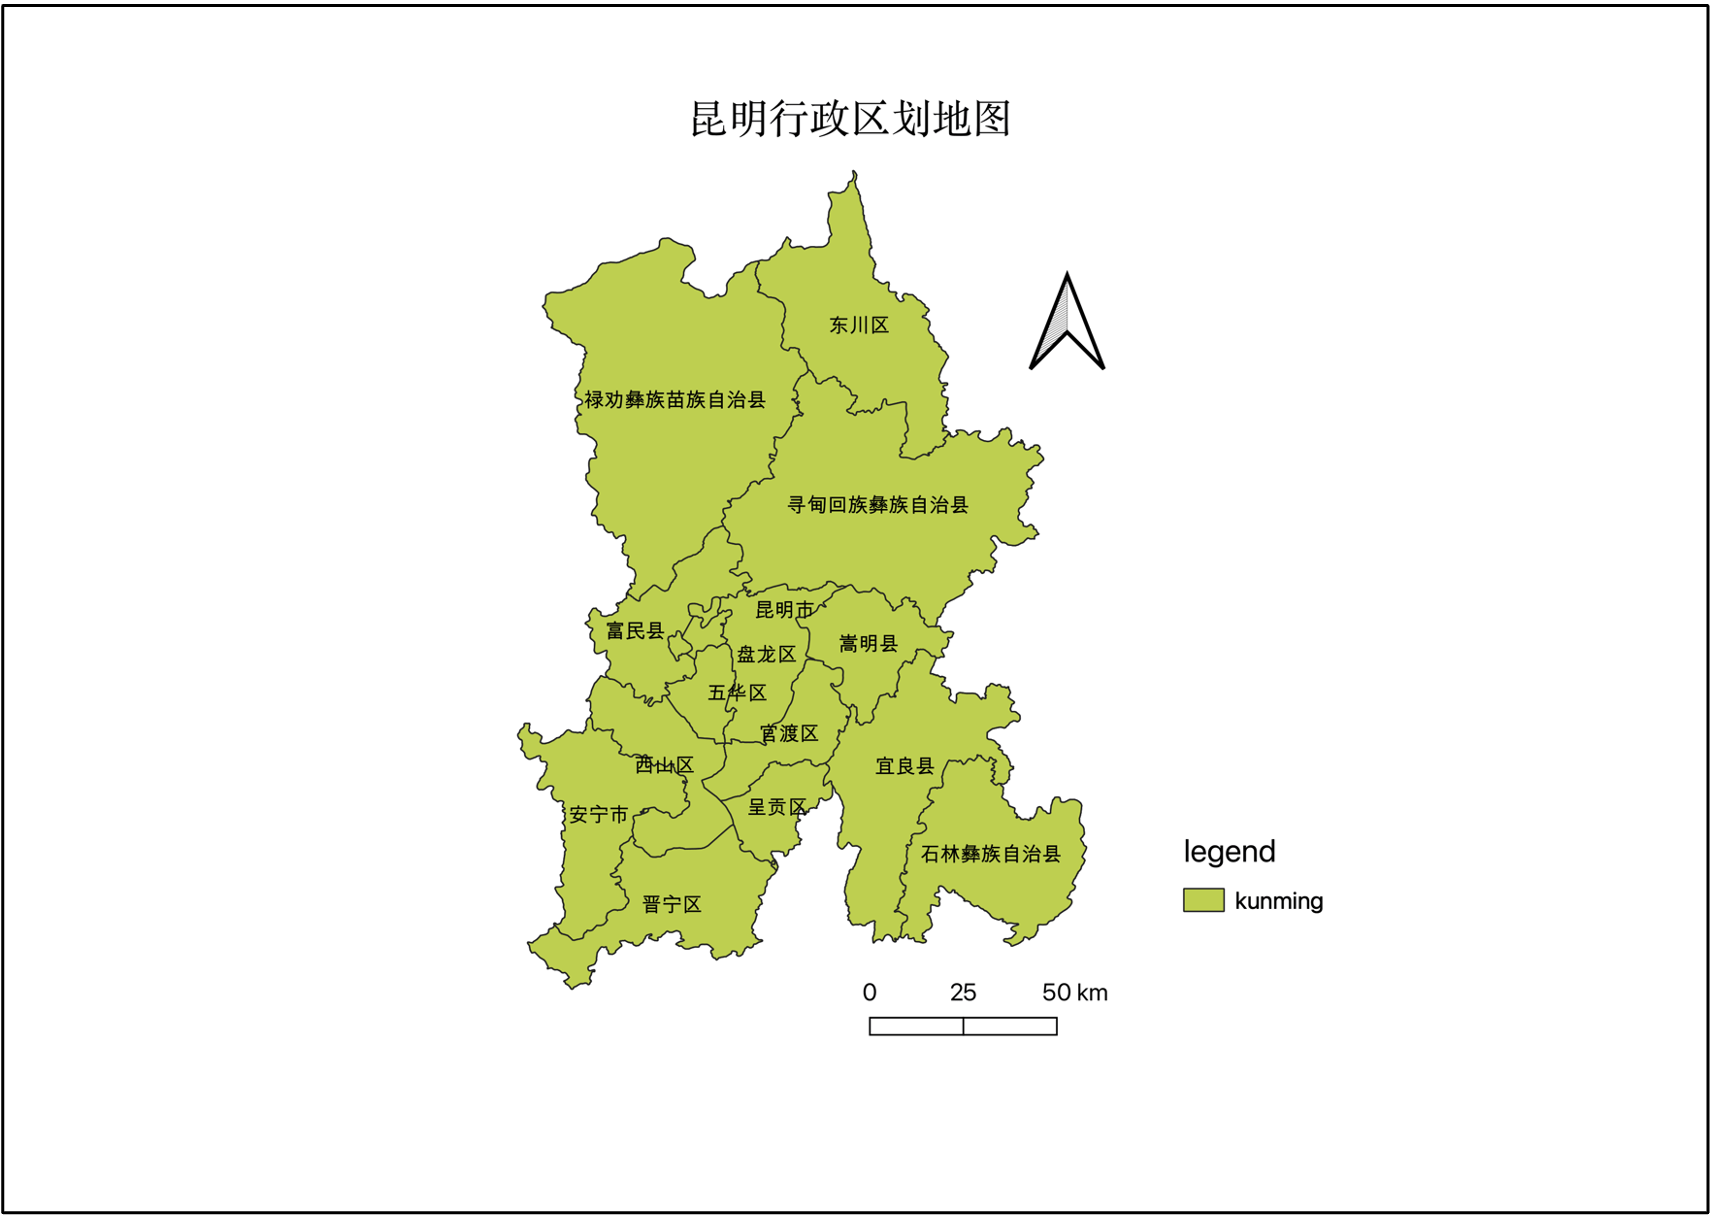 昆明行政区划地图
东川区
禄劝彝族苗族自治县
寻甸回族彝族自治县
昆明市
富民县
嵩明县
盘龙区
五华区
官渡区
西山区
宜良县
呈贡区
安宁市
石林彝族自治县
晋宁区
legend
kunming
0 25 50 km